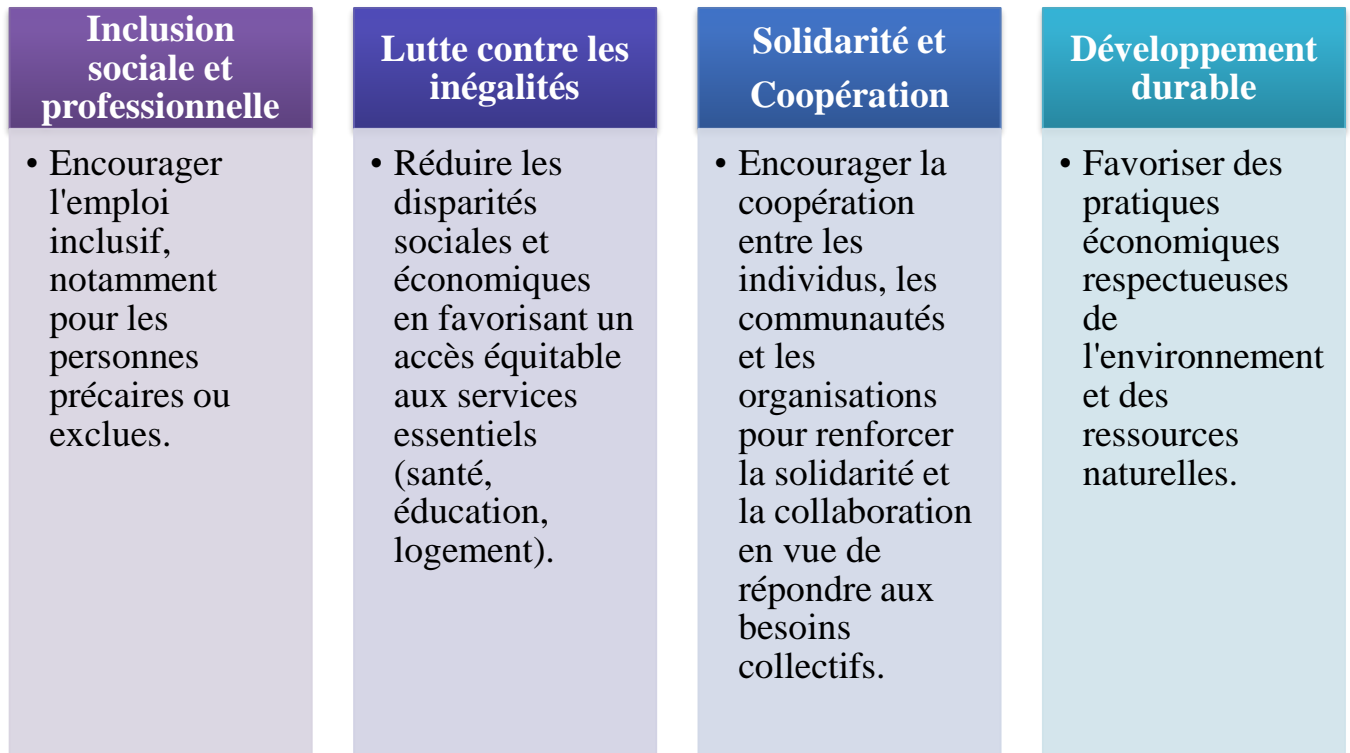 Inclusion
sociale et
professionnelle
• Encourager
l'emploi
inclusif,
notamment
pour les
personnes
précaires ou
exclues.
Lutte contre les
inégalités
• Réduire les
disparités
sociales et
économiques
en favorisant un
accès équitable
aux services
essentiels
(santé,
éducation,
logement).
Solidarité et
Coopération
• Encourager la
coopération
entre les
individus, les
communautés
et les
organisations
pour renforcer
la solidarité et
la collaboration
en vue de
répondre aux
besoins
collectifs.
Développement
durable
• Favoriser des
pratiques
économiques
respectueuses
de
l'environnement
et des
ressources
naturelles.